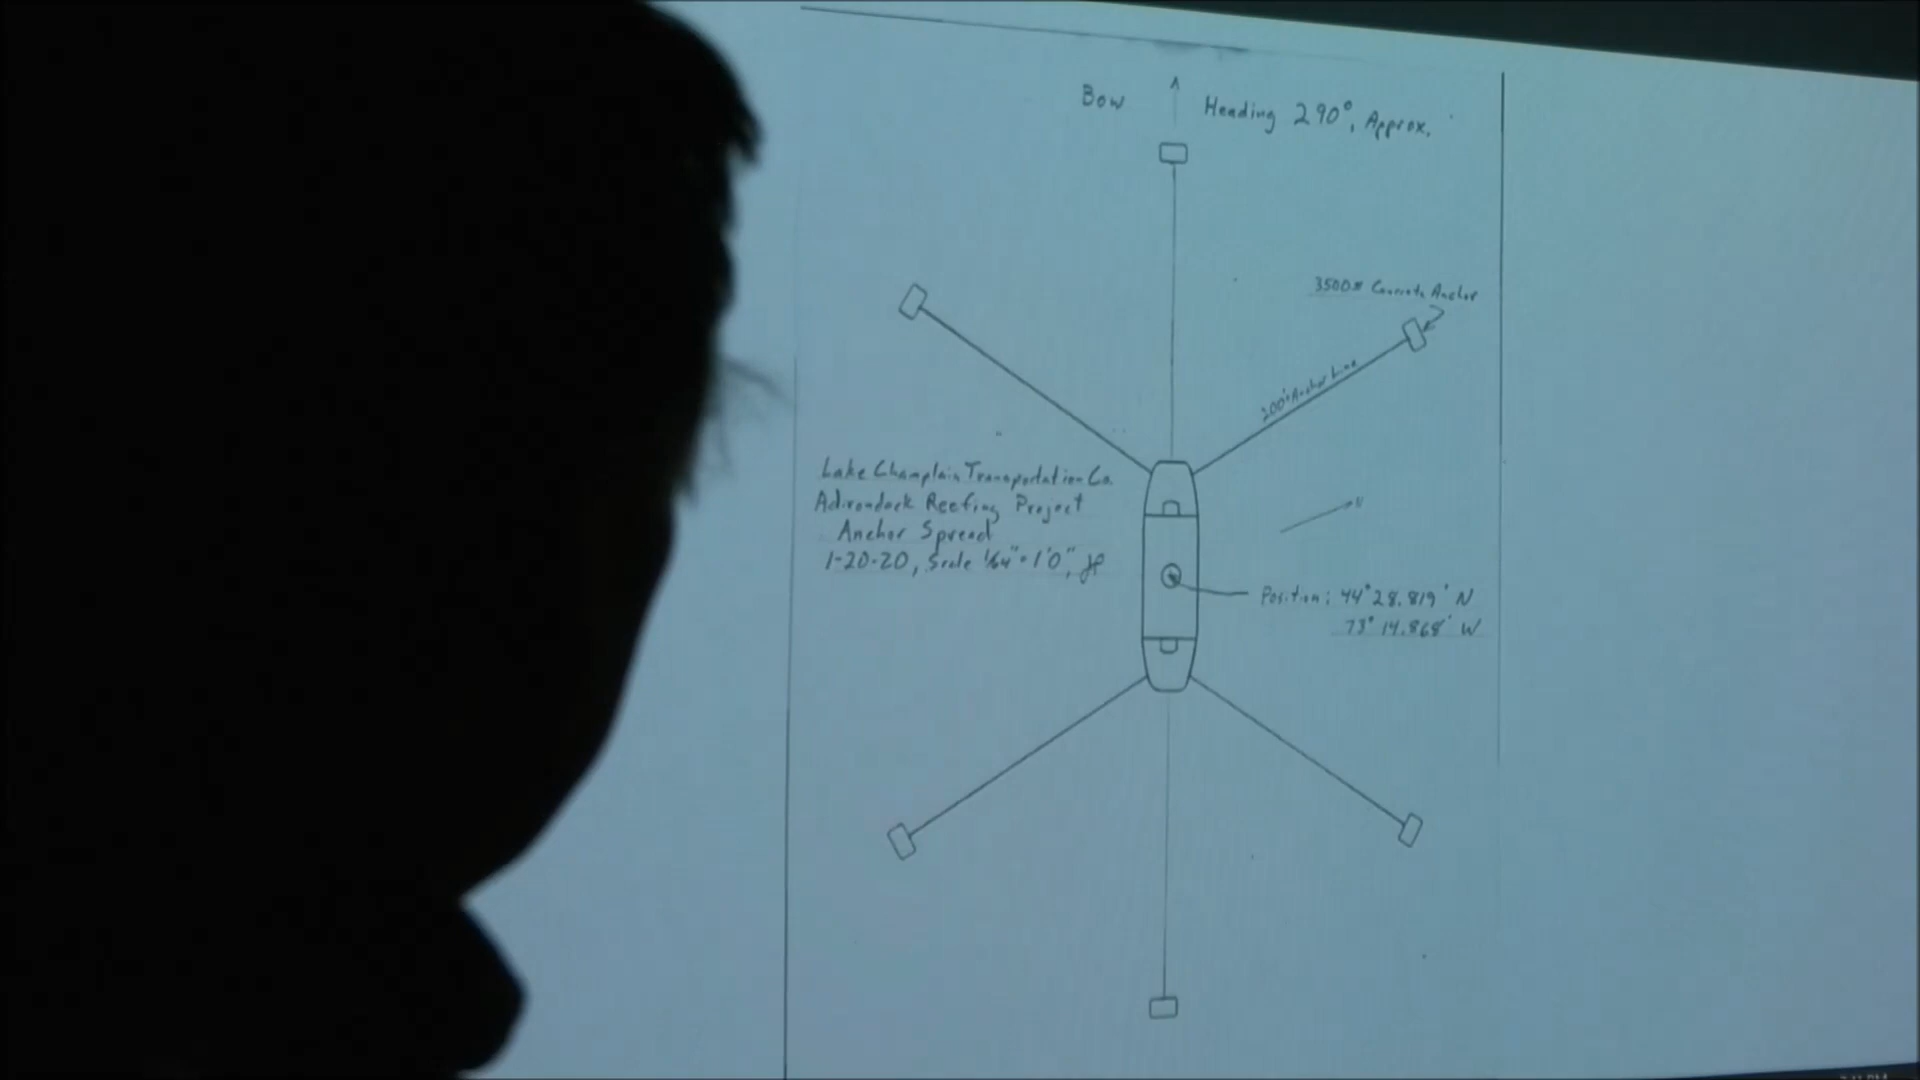 Bow
Heading 290°, Approx.
3500# Concrete Anchor
200' Anchor Line
Lake Champlain Transportation Co.
Adirondack Reefing Project
Anchor Spread
1-20-20, Scale 1/64" = 1'0",
N
Position: 44° 28.819' N
73° 14.868' W